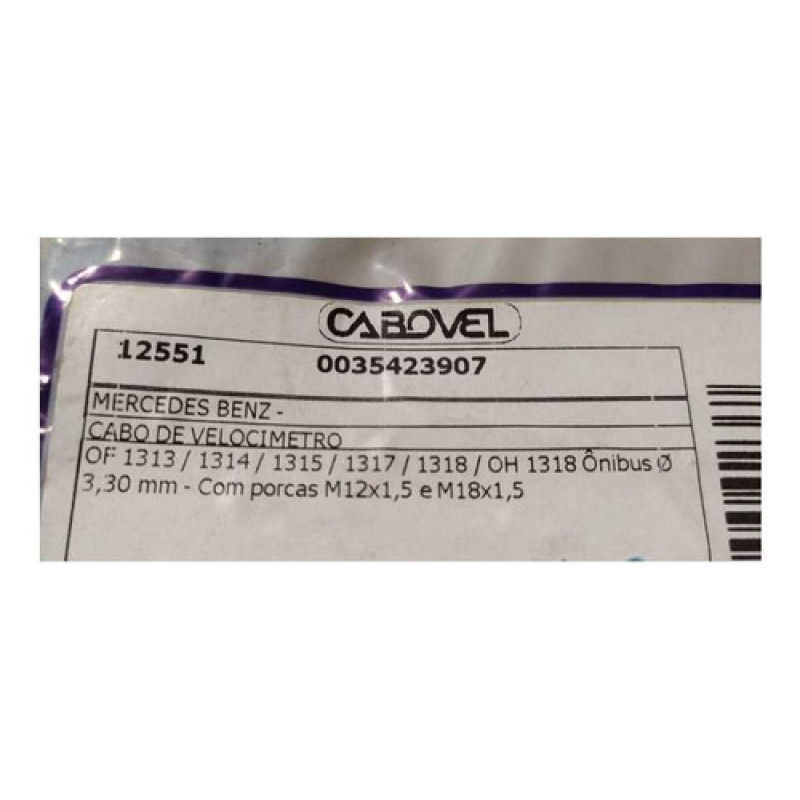 CABOVEL
12551 0035423907
MERCEDES BENZ -
CABO DE VELOCIMETRO
OF 1313 / 1314 / 1315 / 1317 / 1318 / OH 1318 Ônibus Ø
3,30 mm - Com porcas M12x1,5 e M18x1,5